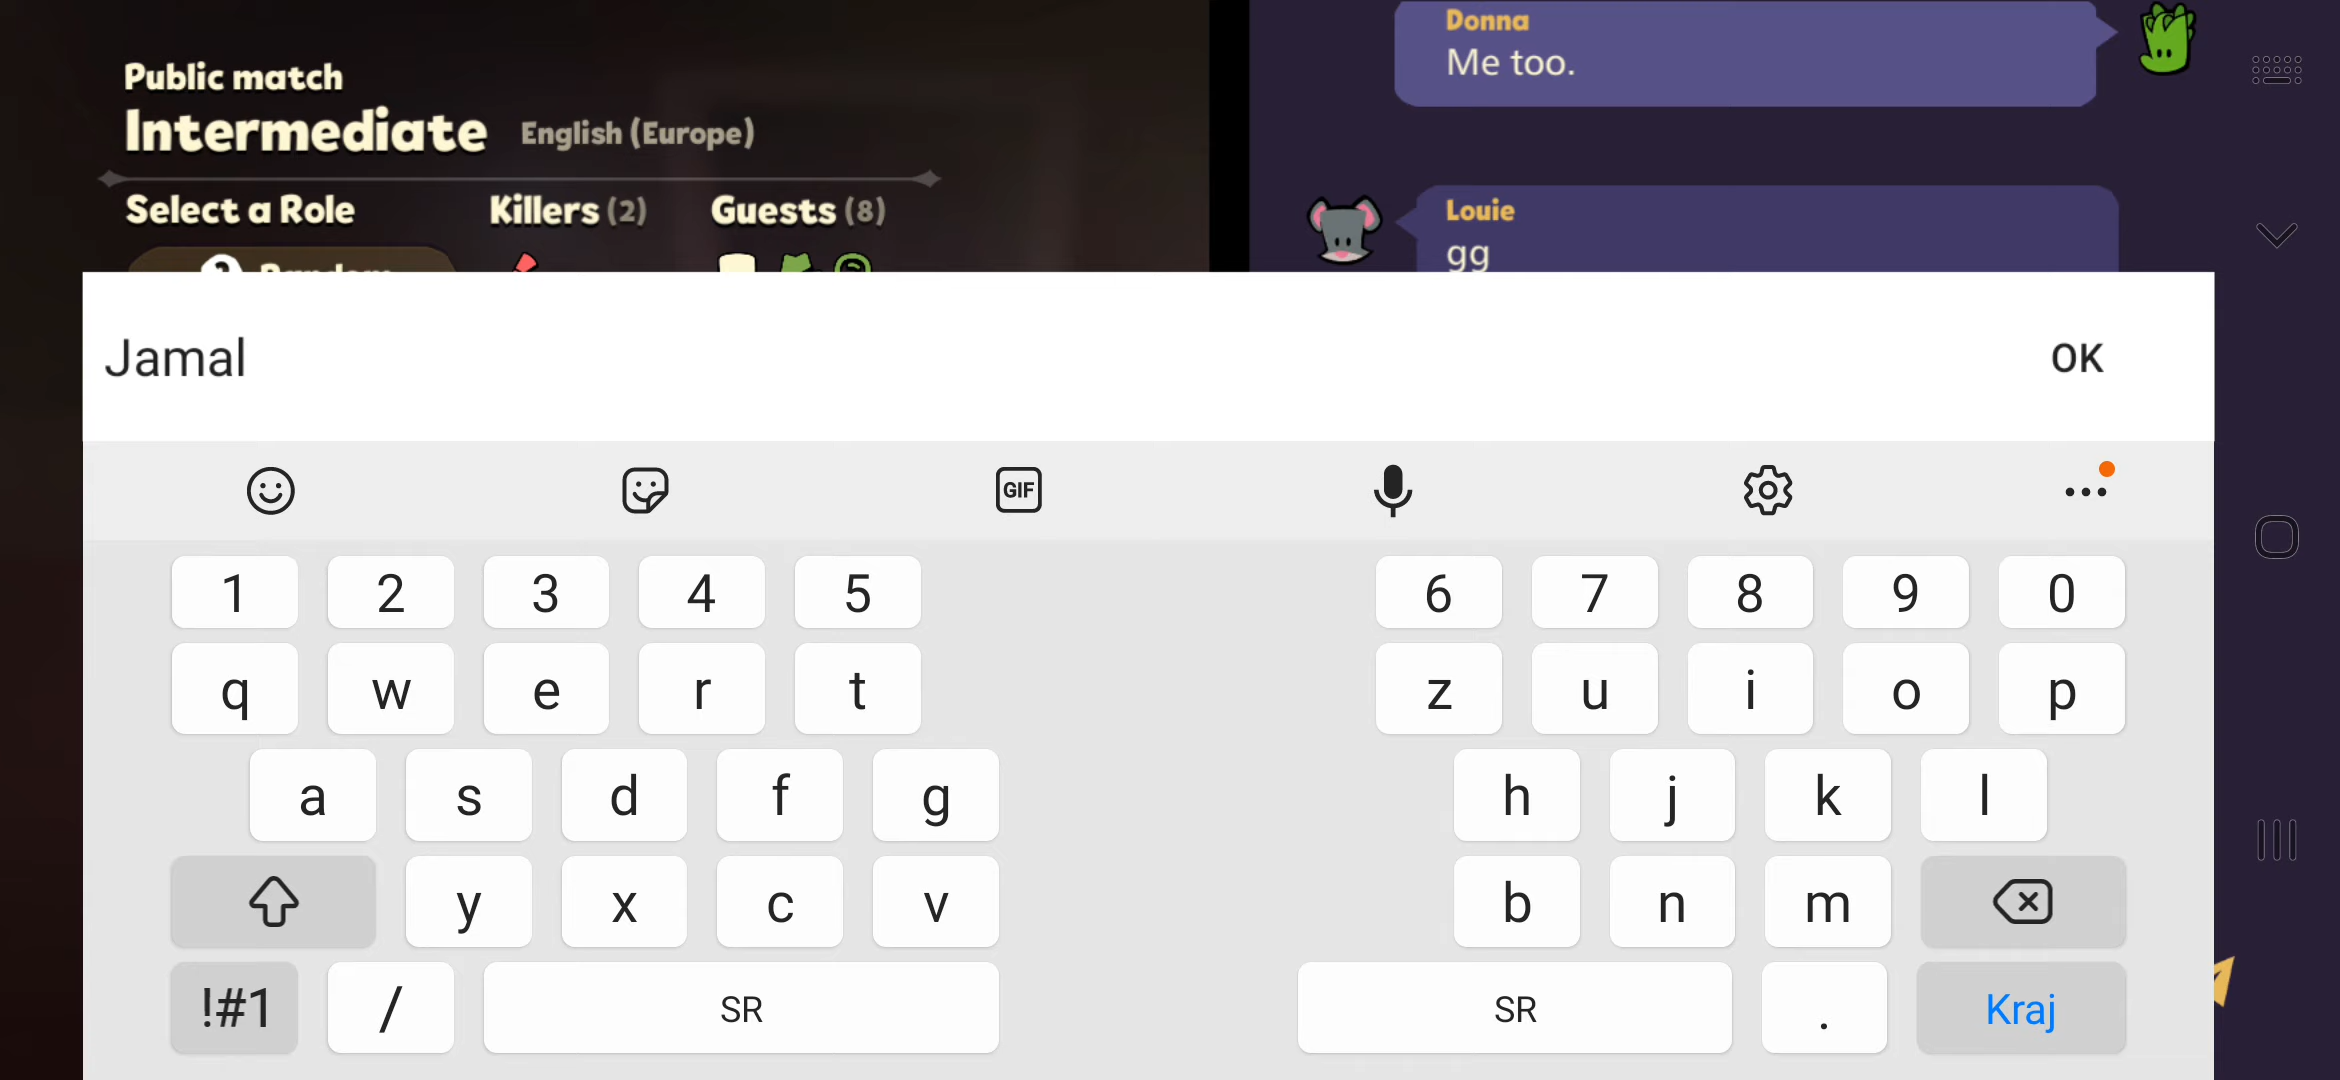 Public match
Intermediate English (Europe)
Select a Role Killers (2) Guests (8)
Random
Donna
Me too.
Louie
gg
Jamal
OK
GIF
1 2 3 4 5 6 7 8 9 0
q w e r t z u i o p
a s d f g h j k l
y x c v b n m
!#1 / SR SR . Kraj